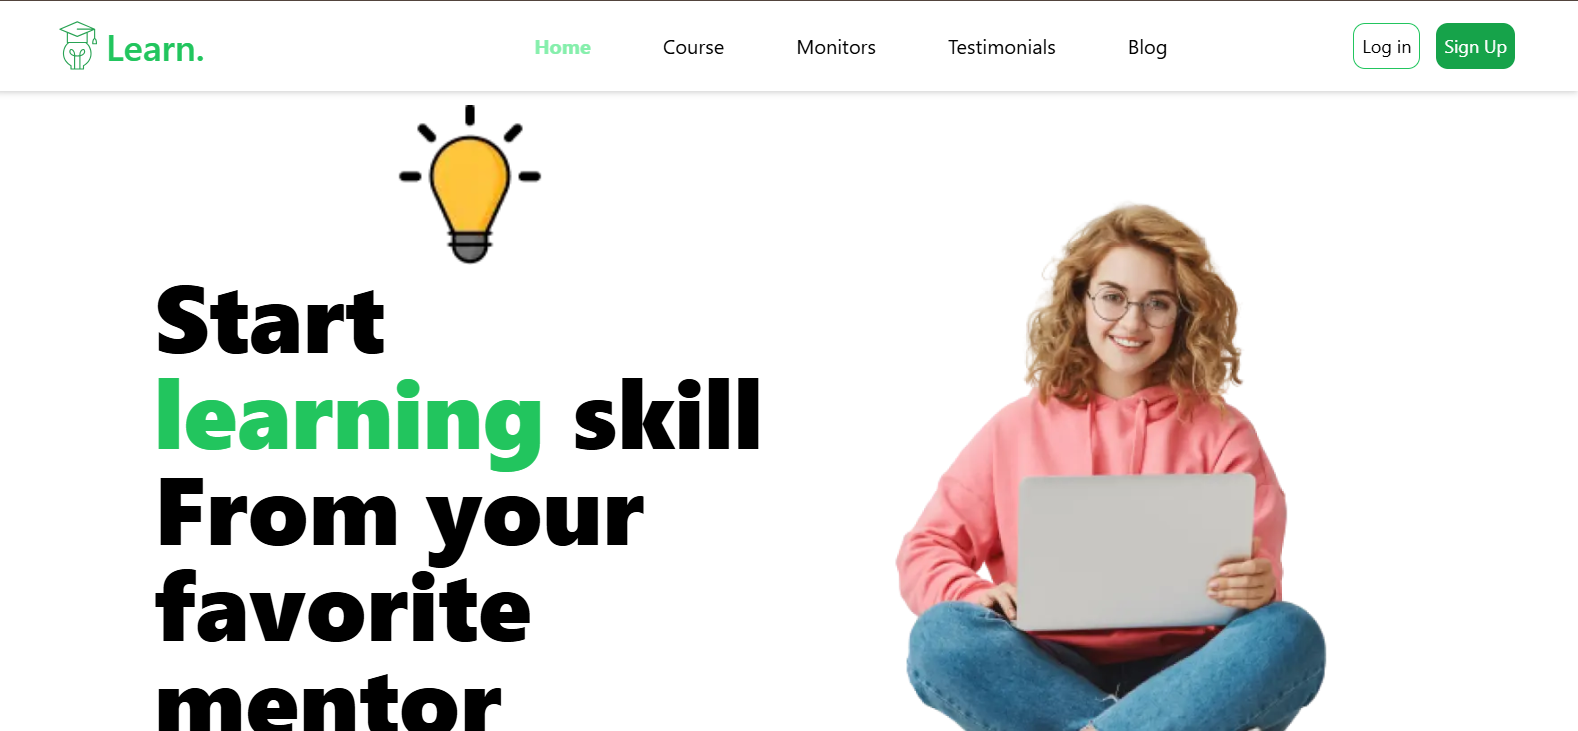 Learn.
Home Course Monitors Testimonials Blog
Log in Sign Up
Start
learning skill
From your
favorite
mentor